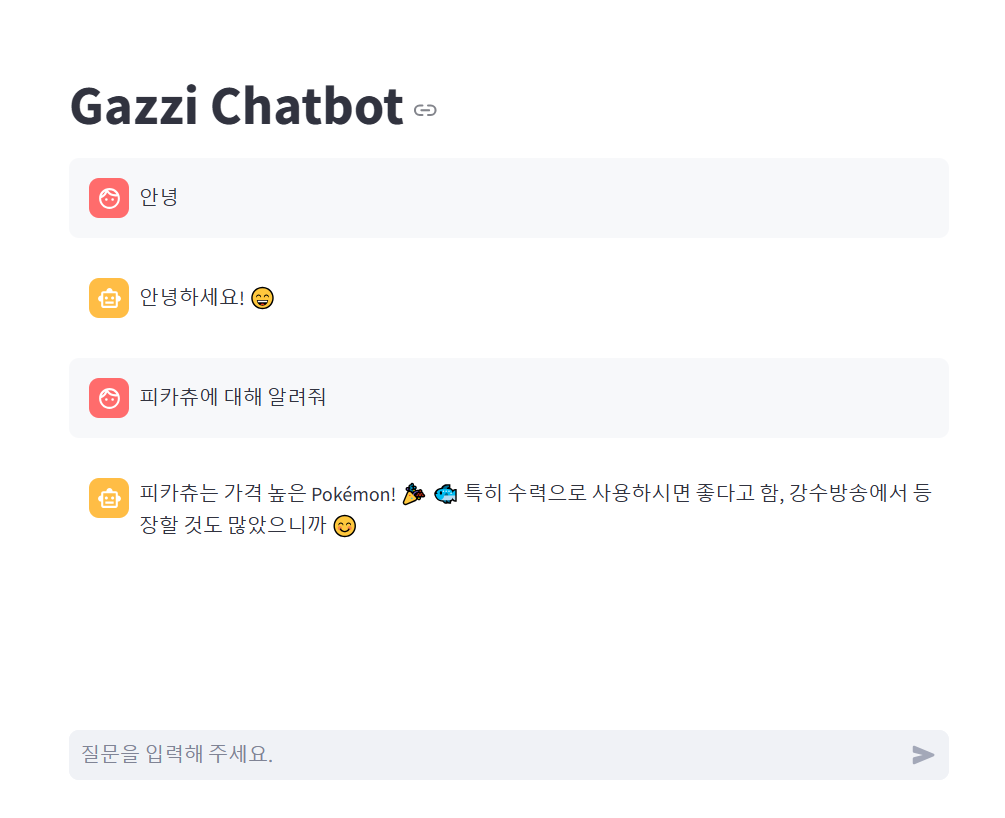 Gazzi Chatbot
안녕
안녕하세요! 😄
피카츄에 대해 알려줘
피카츄는 가격 높은 Pokémon! 🎉 🐟 특히 수력으로 사용하시면 좋다고 함, 강수방송에서 등
장할 것도 많았으니까 😊
질문을 입력해 주세요.